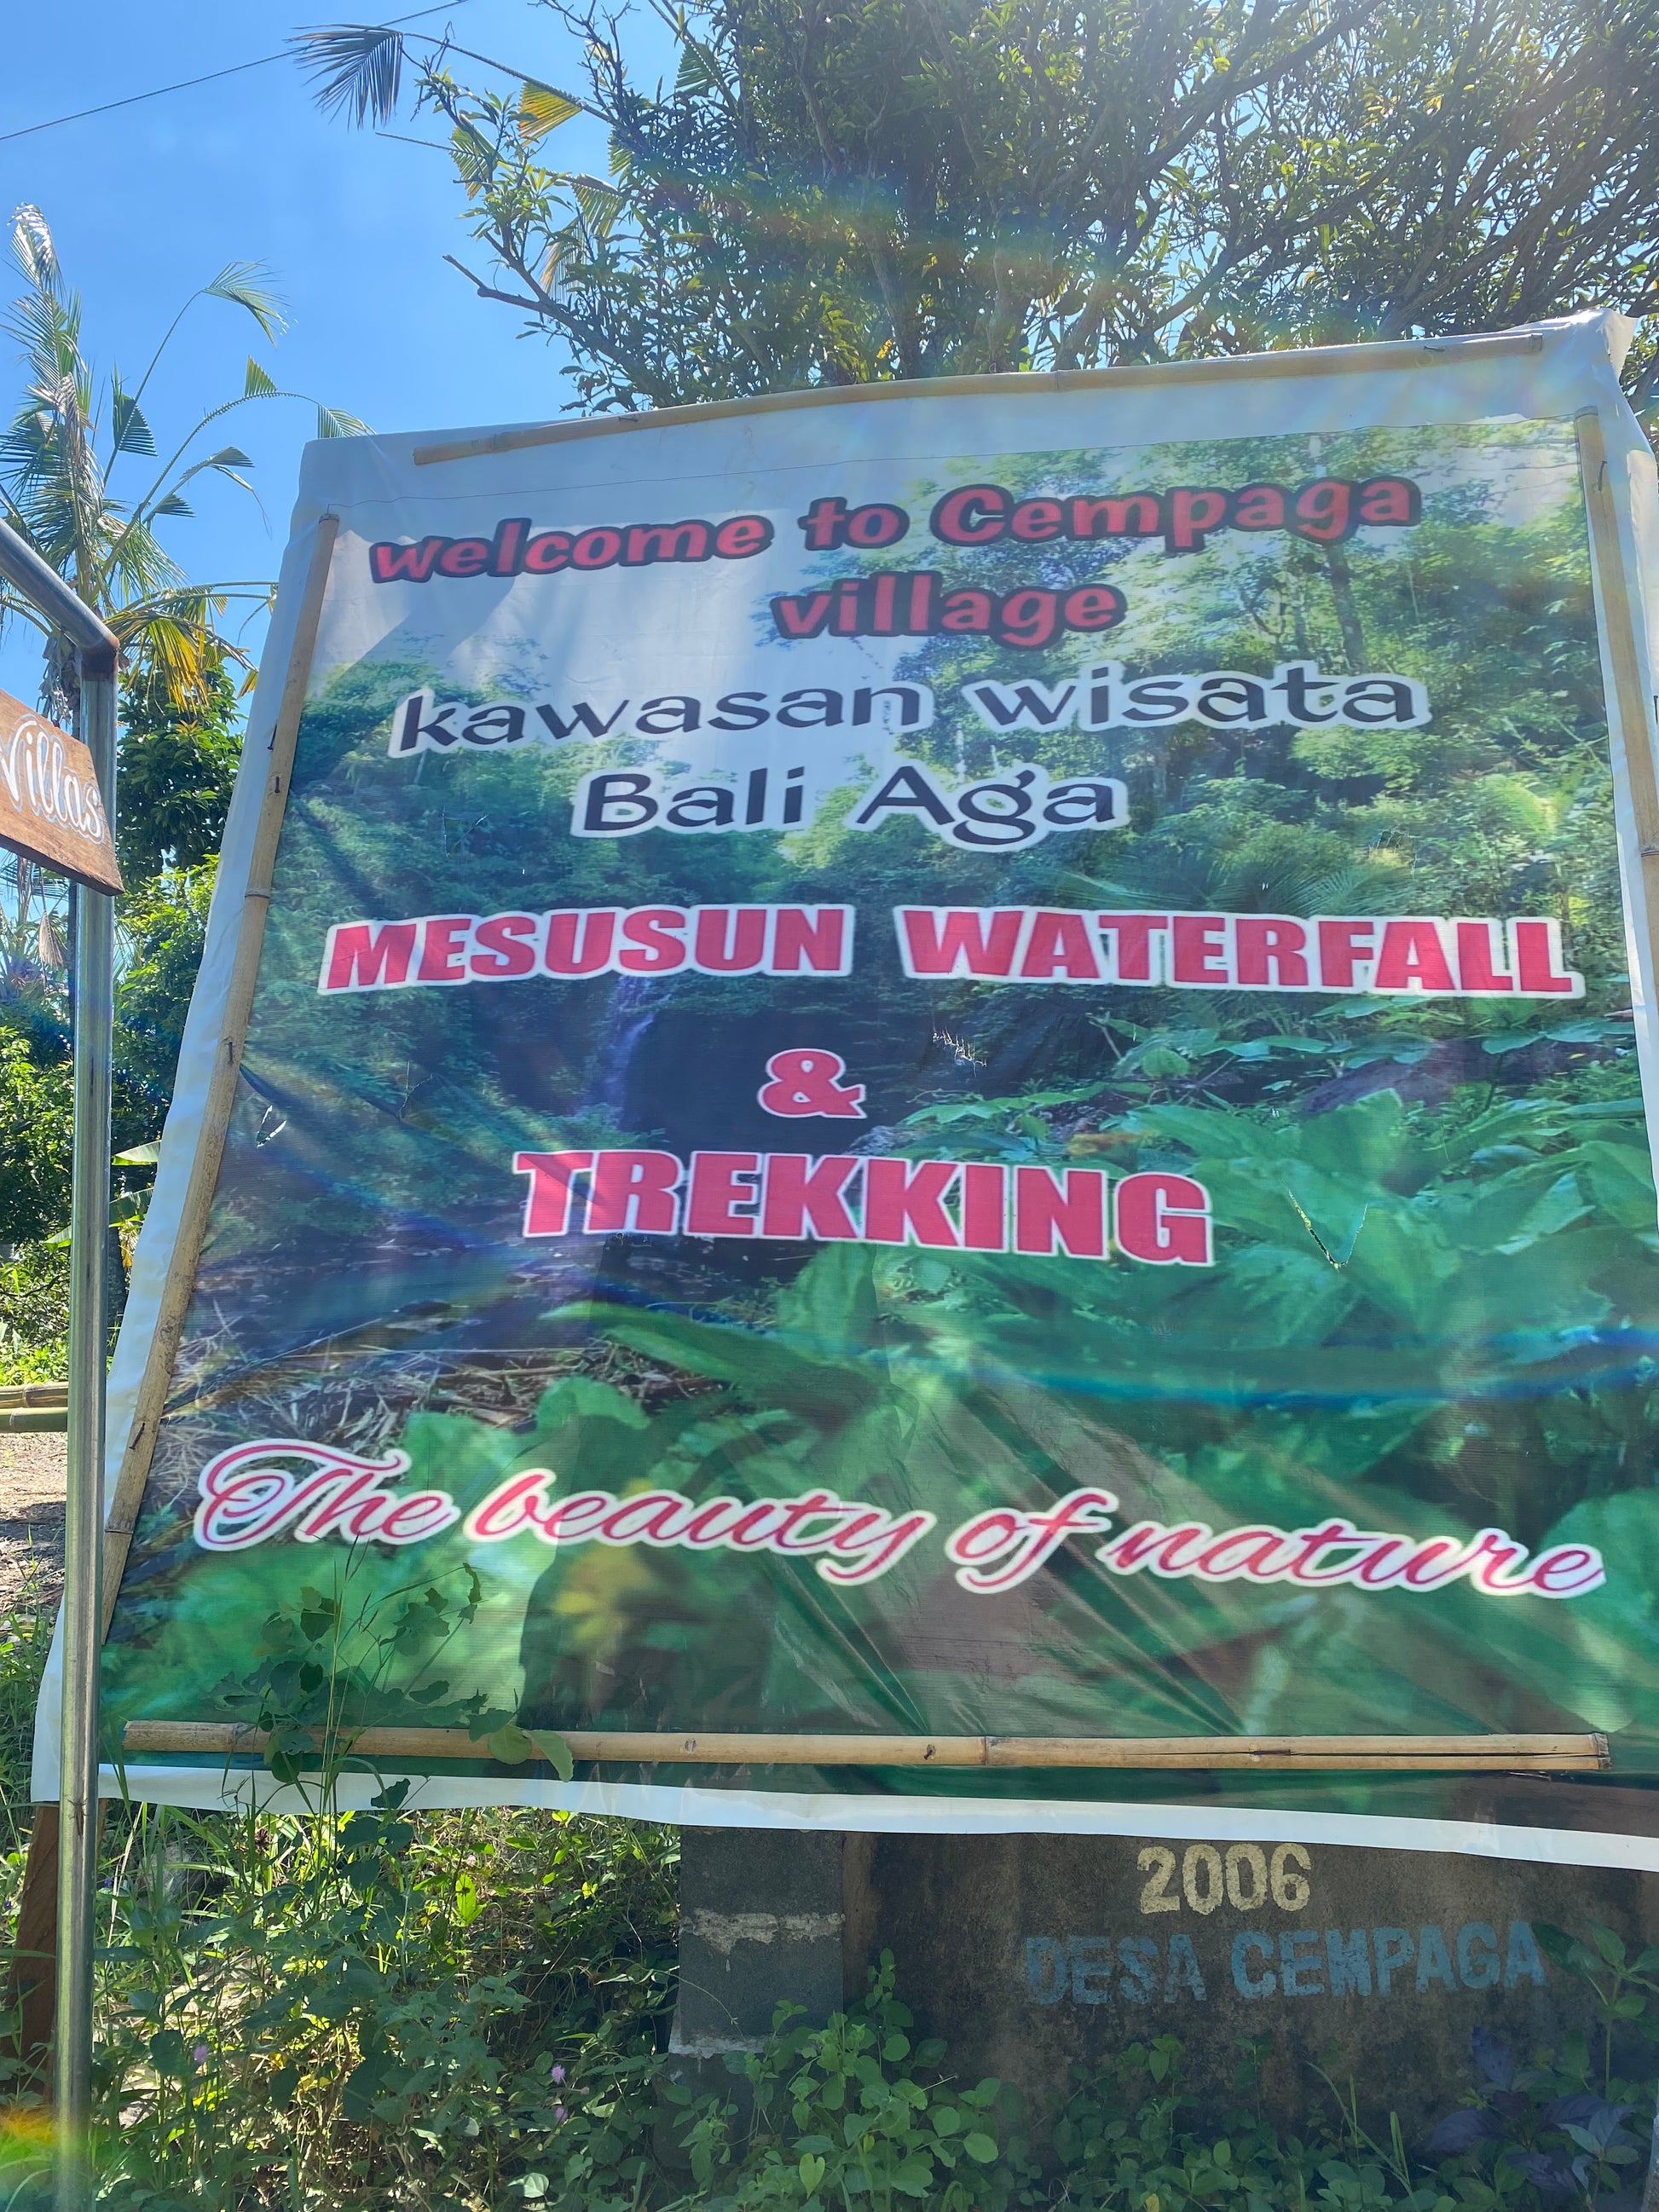 welcome to Cempaga
village
kawasan wisata
Bali Aga
MESUSUN WATERFALL
&
TREKKING
The beauty of nature
Villas
2006
DESA CEMPAGA